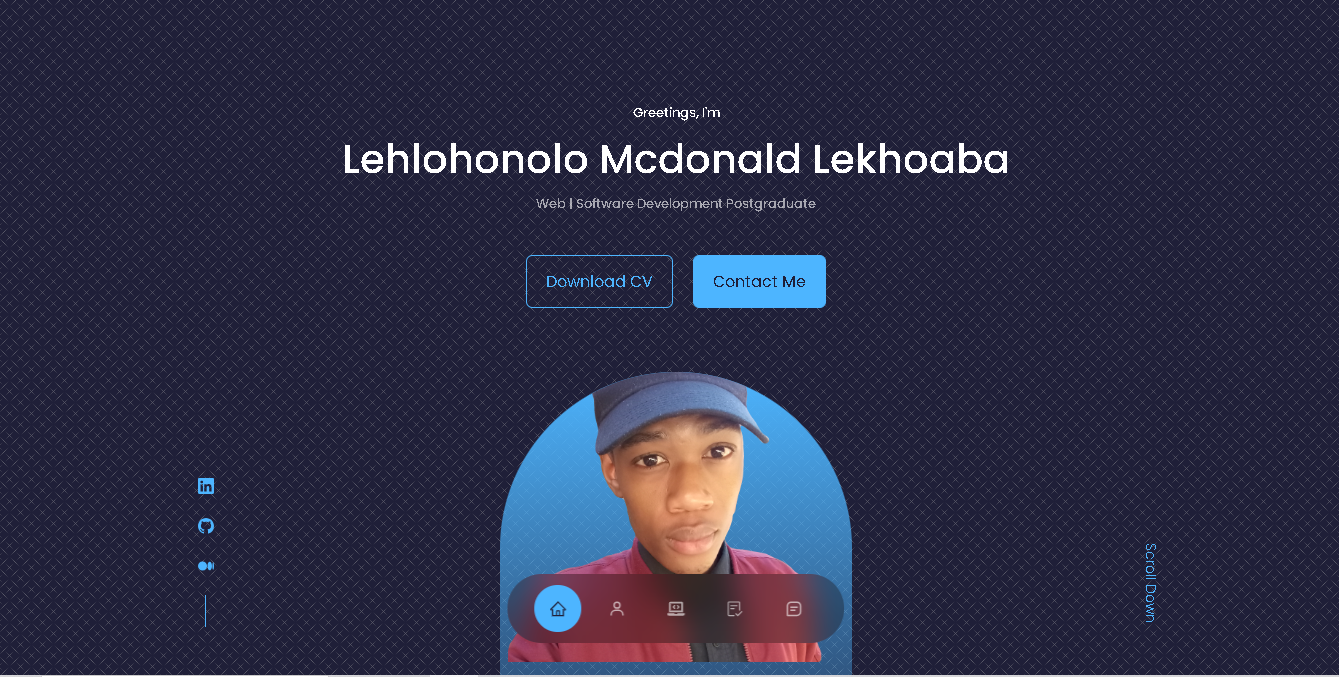 Greetings, I'm
Lehlohonolo Mcdonald Lekhoaba
Web | Software Development Postgraduate
Download CV
Contact Me
Scroll Down